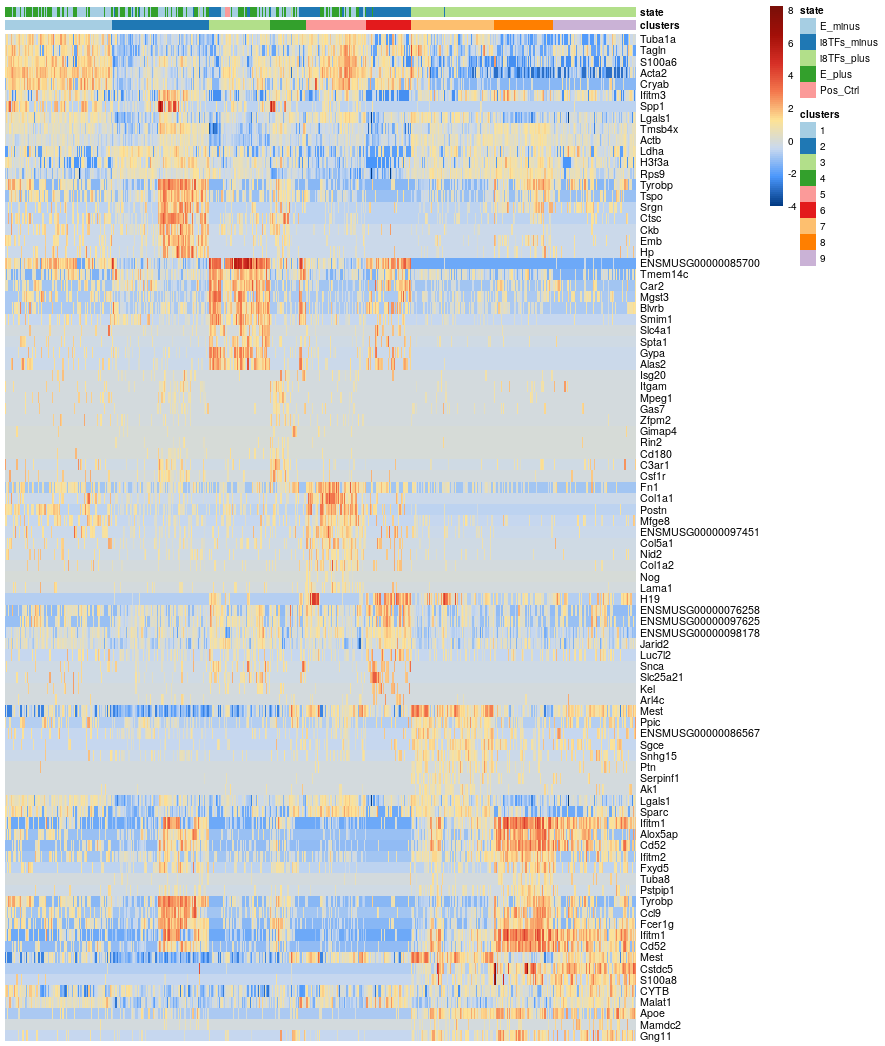 state
clusters
Tuba1a
Tagln
S100a6
Acta2
Cryab
Ifitm3
Spp1
Lgals1
Tmsb4x
Actb
Ldha
H3f3a
Rps9
Tyrobp
Tspo
Srgn
Ctsc
Ckb
Emb
Hp
ENSMUSG00000085700
Tmem14c
Car2
Mgst3
Blvrb
Smim1
Slc4a1
Spta1
Gypa
Alas2
Isg20
Itgam
Mpeg1
Gas7
Zfpm2
Gimap4
Rin2
Cd180
C3ar1
Csf1r
Fn1
Col1a1
Postn
Mfge8
ENSMUSG00000097451
Col5a1
Nid2
Col1a2
Nog
Lama1
H19
ENSMUSG00000076258
ENSMUSG00000097625
ENSMUSG00000098178
Jarid2
Luc7l2
Snca
Slc25a21
Kel
Arl4c
Mest
Ppic
ENSMUSG00000086567
Sgce
Snhg15
Ptn
Serpinf1
Ak1
Lgals1
Sparc
Ifitm1
Alox5ap
Cd52
Ifitm2
Fxyd5
Tuba8
Pstpip1
Tyrobp
Ccl9
Fcer1g
Ifitm1
Cd52
Mest
Cstdc5
S100a8
CYTB
Malat1
Apoe
Mamdc2
Gng11
8
6
4
2
0
-2
-4
state
E_minus
I8TFs_minus
I8TFs_plus
E_plus
Pos_Ctrl
clusters
1
2
3
4
5
6
7
8
9